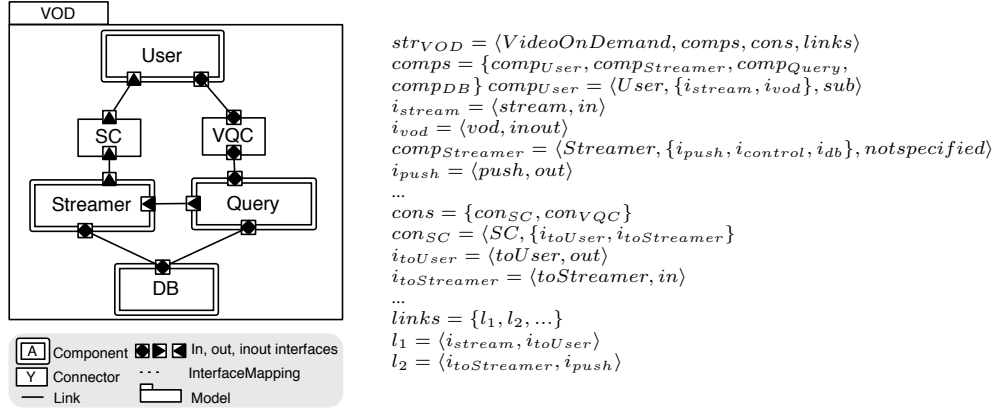 VOD
User
SC
VQC
Streamer
Query
DB
A Component
In, out, inout interfaces
Y Connector
InterfaceMapping
Link
Model
str_VOD = ⟨VideoOnDemand, comps, cons, links⟩
comps = {comp_User, comp_Streamer, comp_Query,
comp_DB} comp_User = ⟨User, {i_stream, i_vod}, sub⟩
i_stream = ⟨stream, in⟩
i_vod = ⟨vod, inout⟩
comp_Streamer = ⟨Streamer, {i_push, i_control, i_db}, notspecified⟩
i_push = ⟨push, out⟩
...
cons = {con_SC, con_VQC}
con_SC = ⟨SC, {i_toUser, i_toStreamer}
i_toUser = ⟨toUser, out⟩
i_toStreamer = ⟨toStreamer, in⟩
...
links = {l_1, l_2, ...}
l_1 = ⟨i_stream, i_toUser⟩
l_2 = ⟨i_toStreamer, i_push⟩